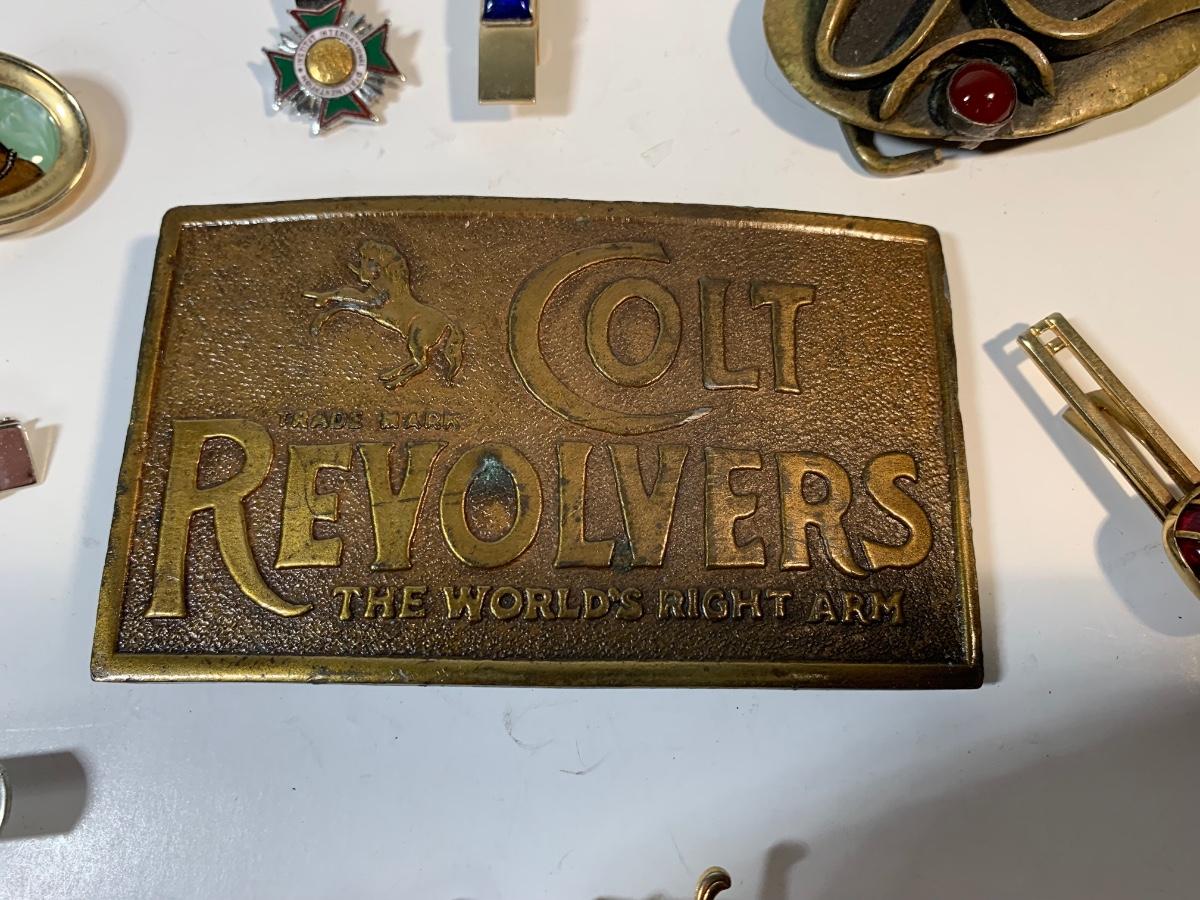 COLT
TRADE MARK
REVOLVERS
THE WORLD'S RIGHT ARM